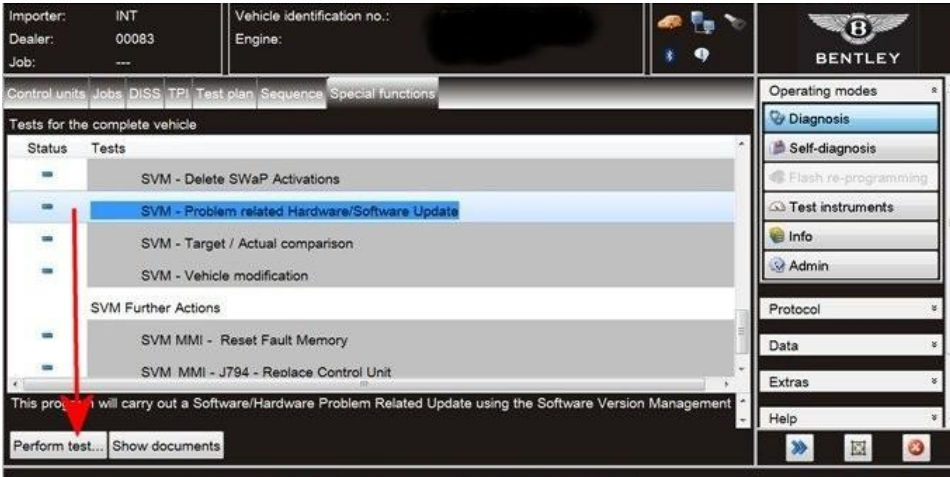 Importer: INT
Dealer: 00083
Job: ---
Vehicle identification no.:
Engine:
B
BENTLEY
Control units Jobs DISS TPI Test plan Sequence Special functions
Tests for the complete vehicle
Status Tests
SVM - Delete SWaP Activations
SVM - Problem related Hardware/Software Update
SVM - Target / Actual comparison
SVM - Vehicle modification
SVM Further Actions
SVM MMI - Reset Fault Memory
SVM MMI - J794 - Replace Control Unit
This program will carry out a Software/Hardware Problem Related Update using the Software Version Management
Perform test... Show documents
Operating modes
Diagnosis
Self-diagnosis
Flash re-programming
Test instruments
Info
Admin
Protocol
Data
Extras
Help